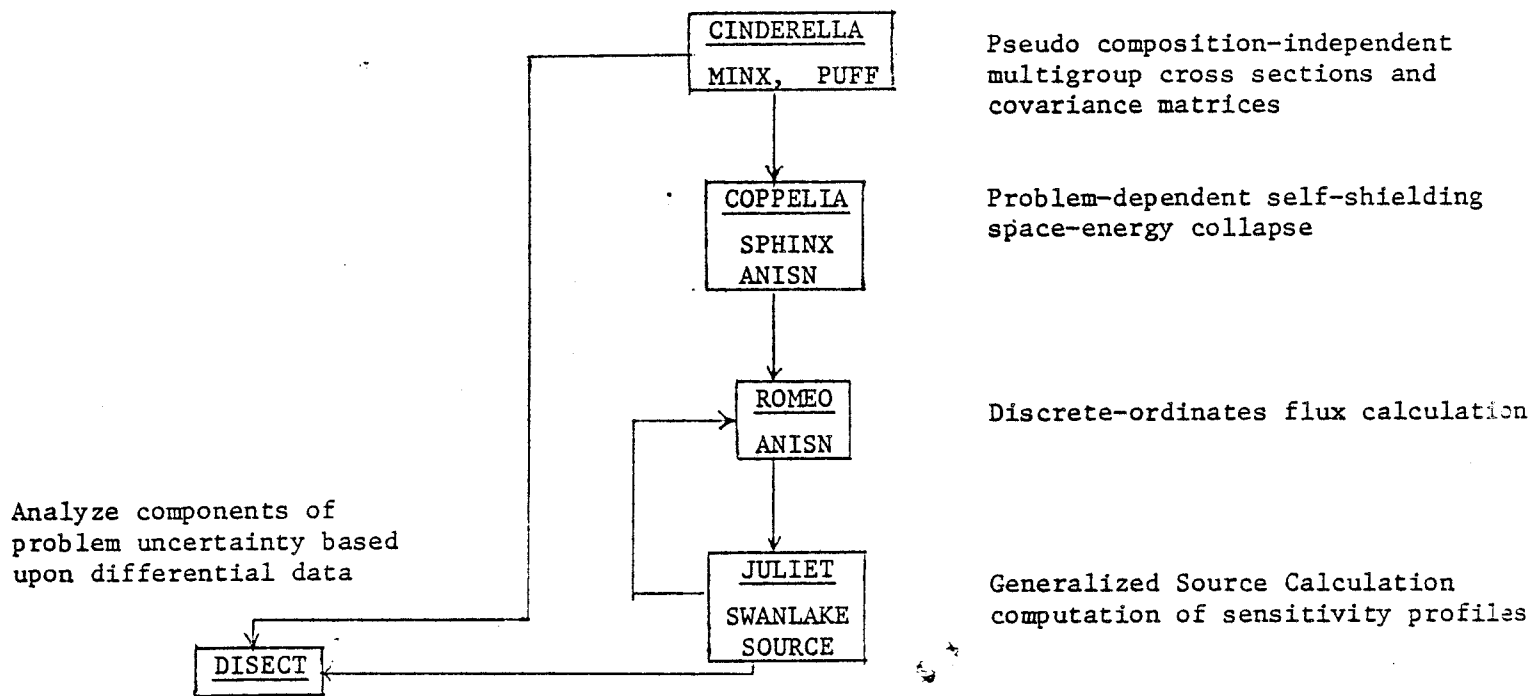 CINDERELLA
MINX, PUFF
Pseudo composition-independent
multigroup cross sections and
covariance matrices
COPPELIA
SPHINX
ANISN
Problem-dependent self-shielding
space-energy collapse
ROMEO
ANISN
Discrete-ordinates flux calculation
Analyze components of
problem uncertainty based
upon differential data
JULIET
SWANLAKE
SOURCE
Generalized Source Calculation
computation of sensitivity profiles
DISECT